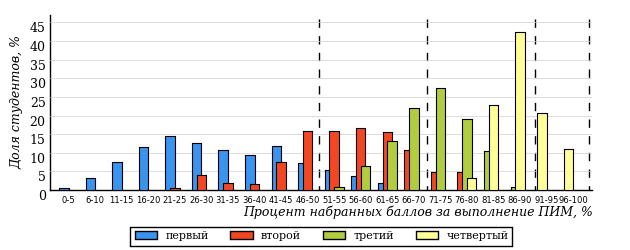 Доля студентов, %
45
40
35
30
25
20
15
10
5
0
0-5 6-10 11-15 16-20 21-25 26-30 31-35 36-40 41-45 46-50 51-55 56-60 61-65 66-70 71-75 76-80 81-85 86-90 91-95 96-100
Процент набранных баллов за выполнение ПИМ, %
первый второй третий четвертый